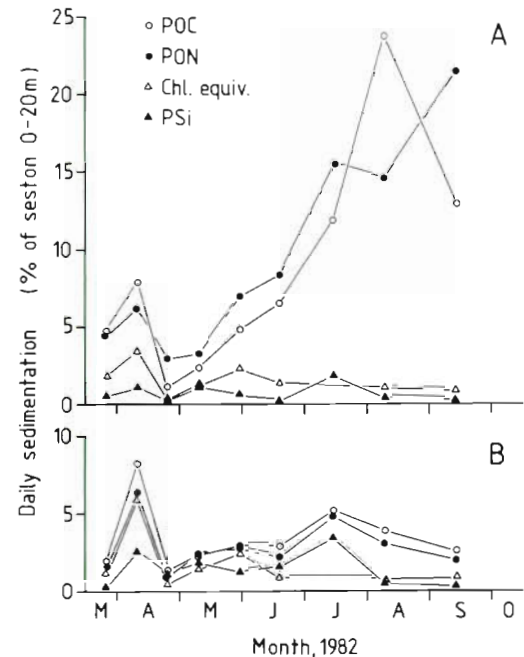 25
○ POC
● PON
△ Chl. equiv.
▲ PSi
A
20
15
10
5
0
Daily sedimentation (% of seston 0-20m)
10
B
5
0
M A M J J A S O
Month, 1982